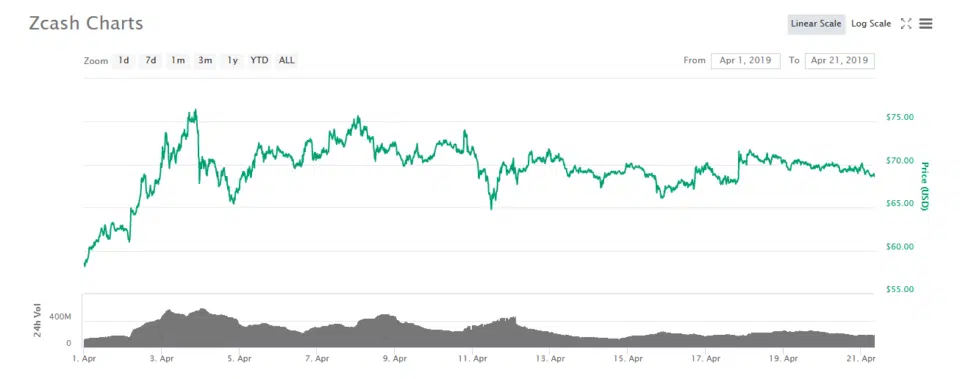 Zcash Charts
Linear Scale Log Scale
Zoom 1d 7d 1m 3m 1y YTD ALL From Apr 1, 2019 To Apr 21, 2019
$75.00
$70.00
$65.00
$60.00
$55.00
Price (USD)
24h Vol
400M
0
1. Apr 3. Apr 5. Apr 7. Apr 9. Apr 11. Apr 13. Apr 15. Apr 17. Apr 19. Apr 21. Apr